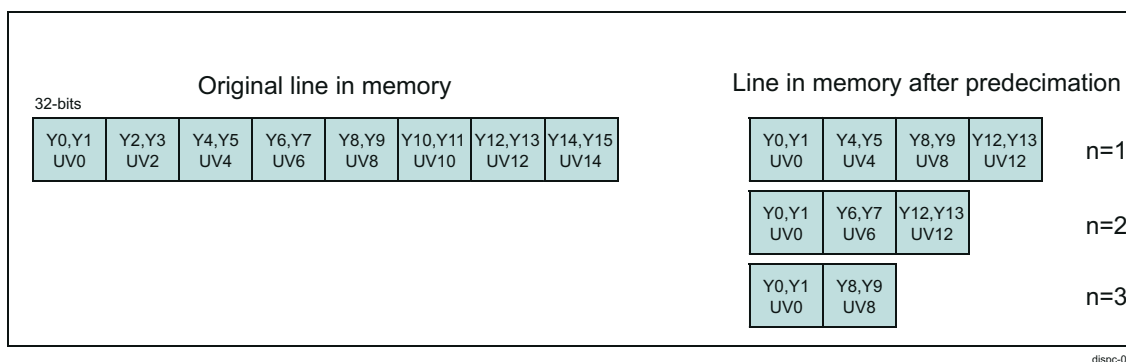 Original line in memory
Line in memory after predecimation
32-bits
Y0,Y1 Y2,Y3 Y4,Y5 Y6,Y7 Y8,Y9 Y10,Y11 Y12,Y13 Y14,Y15
UV0 UV2 UV4 UV6 UV8 UV10 UV12 UV14
Y0,Y1 Y4,Y5 Y8,Y9 Y12,Y13
UV0 UV4 UV8 UV12
n=1
Y0,Y1 Y6,Y7 Y12,Y13
UV0 UV6 UV12
n=2
Y0,Y1 Y8,Y9
UV0 UV8
n=3
dispc-0